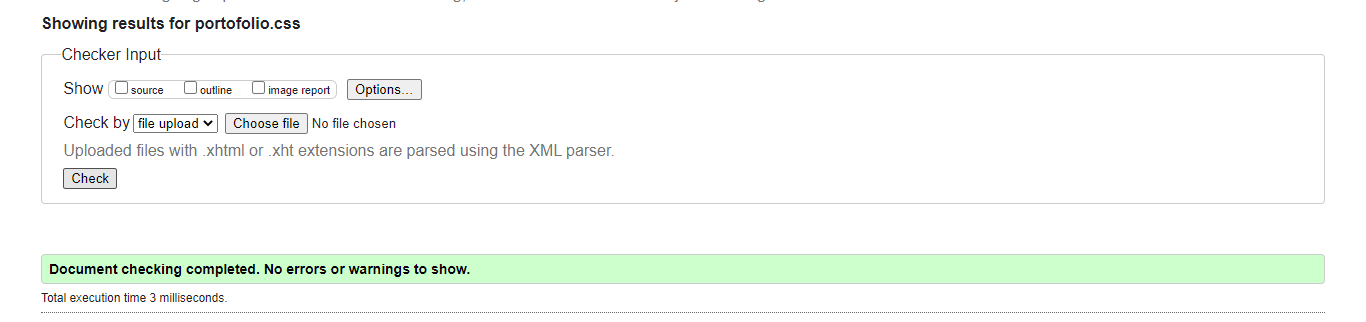 Showing results for portofolio.css
Checker Input
Show source outline image report Options...
Check by file upload Choose file No file chosen
Uploaded files with .xhtml or .xht extensions are parsed using the XML parser.
Check
Document checking completed. No errors or warnings to show.
Total execution time 3 milliseconds.